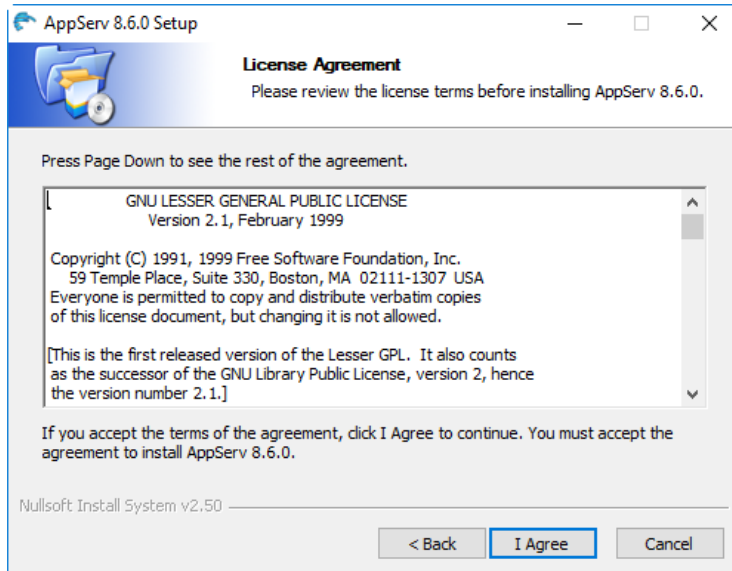 AppServ 8.6.0 Setup
License Agreement
Please review the license terms before installing AppServ 8.6.0.
Press Page Down to see the rest of the agreement.
GNU LESSER GENERAL PUBLIC LICENSE
Version 2.1, February 1999
Copyright (C) 1991, 1999 Free Software Foundation, Inc.
59 Temple Place, Suite 330, Boston, MA 02111-1307 USA
Everyone is permitted to copy and distribute verbatim copies
of this license document, but changing it is not allowed.
[This is the first released version of the Lesser GPL. It also counts
as the successor of the GNU Library Public License, version 2, hence
the version number 2.1.]
If you accept the terms of the agreement, click I Agree to continue. You must accept the
agreement to install AppServ 8.6.0.
Nullsoft Install System v2.50
< Back I Agree Cancel